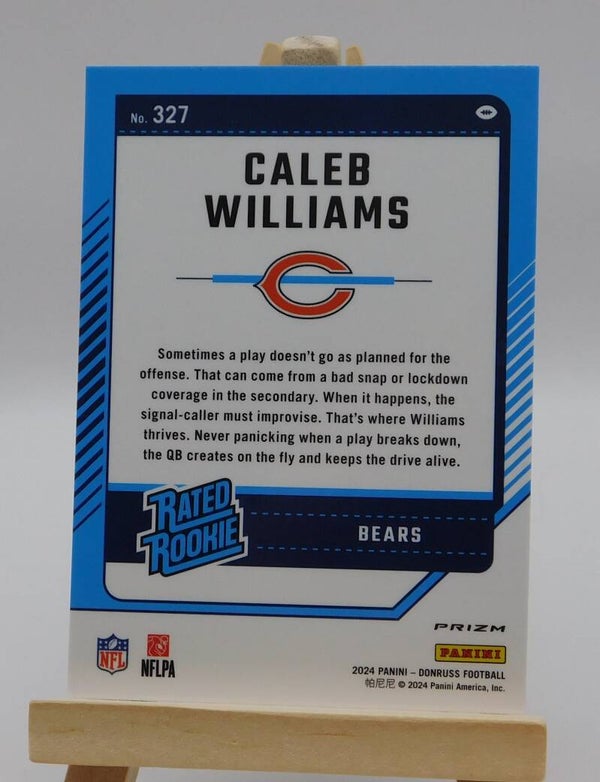 No. 327
CALEB
WILLIAMS
Sometimes a play doesn't go as planned for the
offense. That can come from a bad snap or lockdown
coverage in the secondary. When it happens, the
signal-caller must improvise. That's where Williams
thrives. Never panicking when a play breaks down,
the QB creates on the fly and keeps the drive alive.
RATED
ROOKIE
BEARS
PRIZM
PANINI
NFL
NFLPA
2024 PANINI – DONRUSS FOOTBALL
帕尼尼 © 2024 Panini America, Inc.